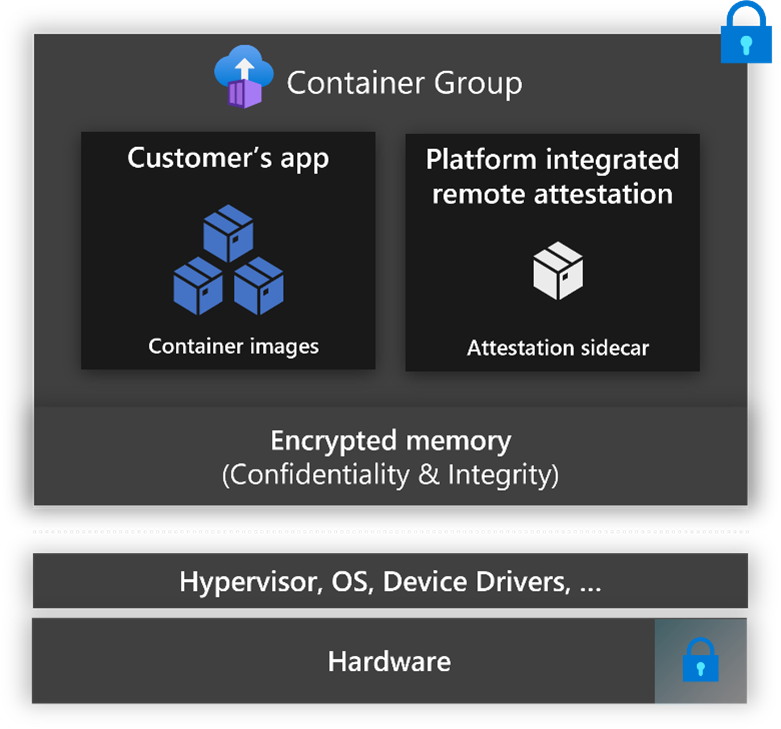 Container Group
Customer’s app
Container images
Platform integrated
remote attestation
Attestation sidecar
Encrypted memory
(Confidentiality & Integrity)
Hypervisor, OS, Device Drivers, ...
Hardware